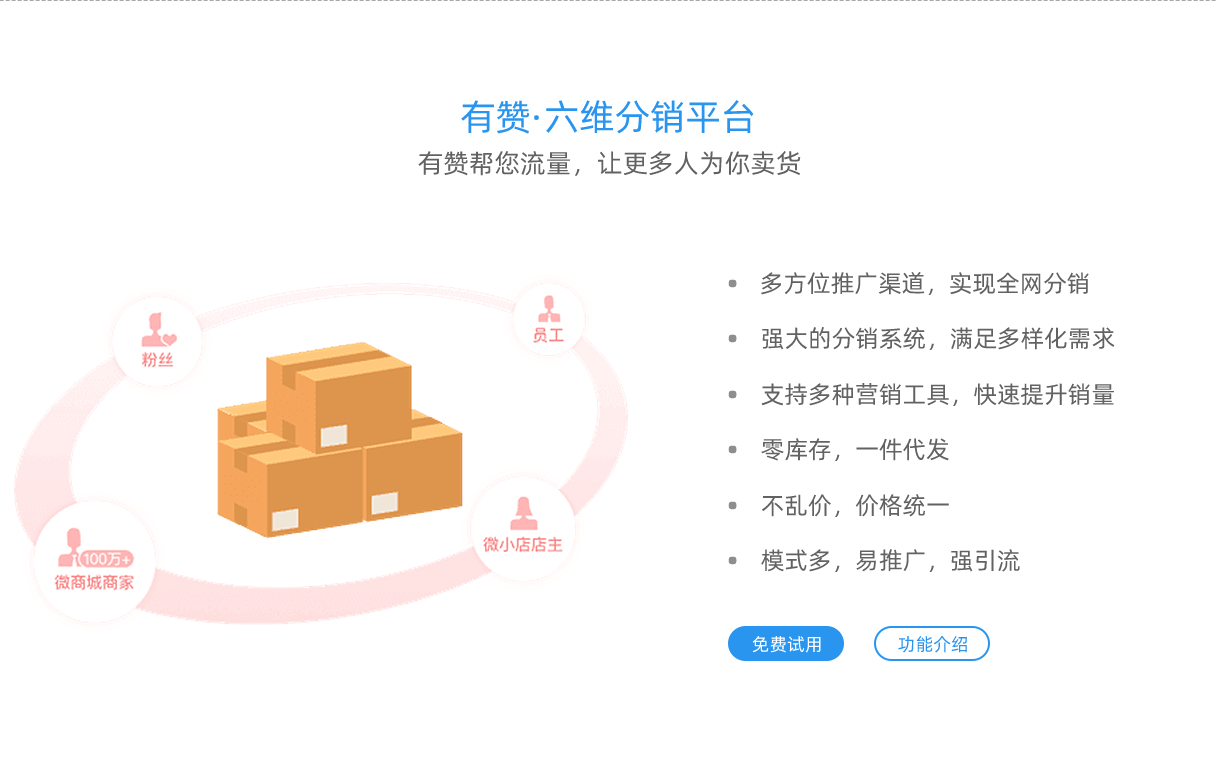 有赞·六维分销平台
有赞帮您流量，让更多人为你卖货
多方位推广渠道，实现全网分销
强大的分销系统，满足多样化需求
支持多种营销工具，快速提升销量
零库存，一件代发
不乱价，价格统一
模式多，易推广，强引流
免费试用
功能介绍
粉丝
员工
微小店店主
100万+
微商城商家